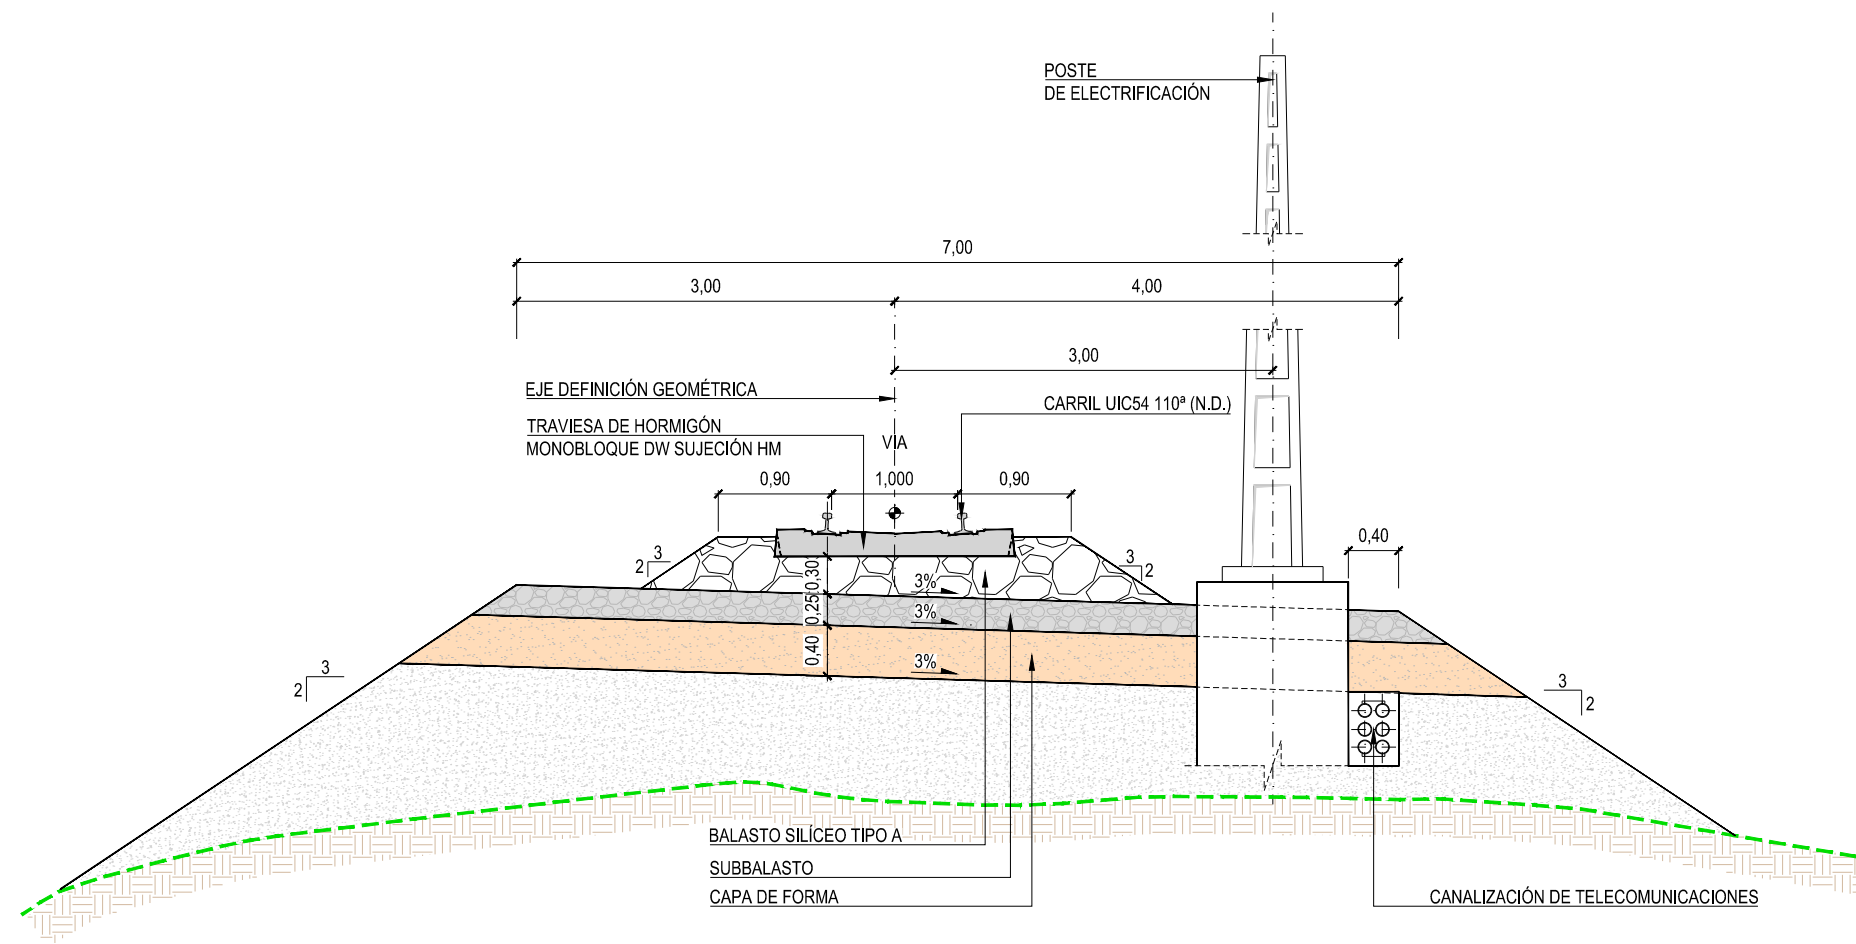 POSTE
DE ELECTRIFICACIÓN
7,00
3,00
4,00
3,00
EJE DEFINICIÓN GEOMÉTRICA
CARRIL UIC54 110ª (N.D.)
TRAVIESA DE HORMIGÓN
MONOBLOQUE DW SUJECIÓN HM
VIA
0,90
1,000
0,90
0,40
3
2
3
2
0,30
3%
0,25
3%
0,40
3%
3
2
3
2
BALASTO SILÍCEO TIPO A
SUBBALASTO
CAPA DE FORMA
CANALIZACIÓN DE TELECOMUNICACIONES